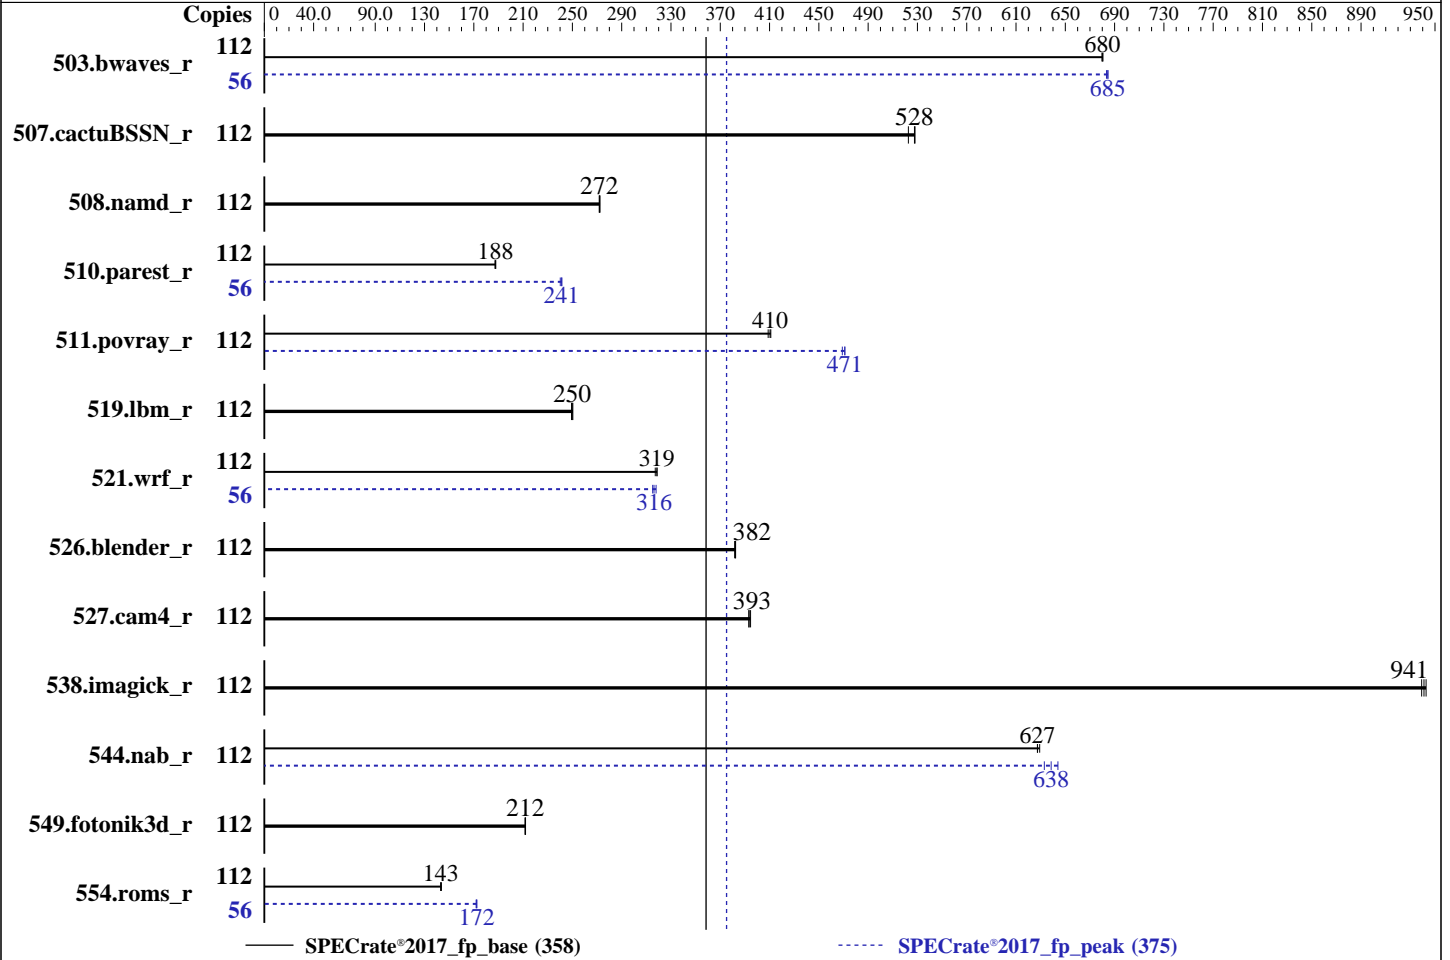 Copies 0 40.0 90.0 130 170 210 250 290 330 370 410 450 490 530 570 610 650 690 730 770 810 850 890 950
503.bwaves_r 112 680
56 685
507.cactuBSSN_r 112 528
508.namd_r 112 272
510.parest_r 112 188
56 241
511.povray_r 112 410
471
519.lbm_r 112 250
521.wrf_r 112 319
56 316
526.blender_r 112 382
527.cam4_r 112 393
538.imagick_r 112 941
544.nab_r 112 627
638
549.fotonik3d_r 112 212
554.roms_r 112 143
56 172
SPECrate®2017_fp_base (358) SPECrate®2017_fp_peak (375)